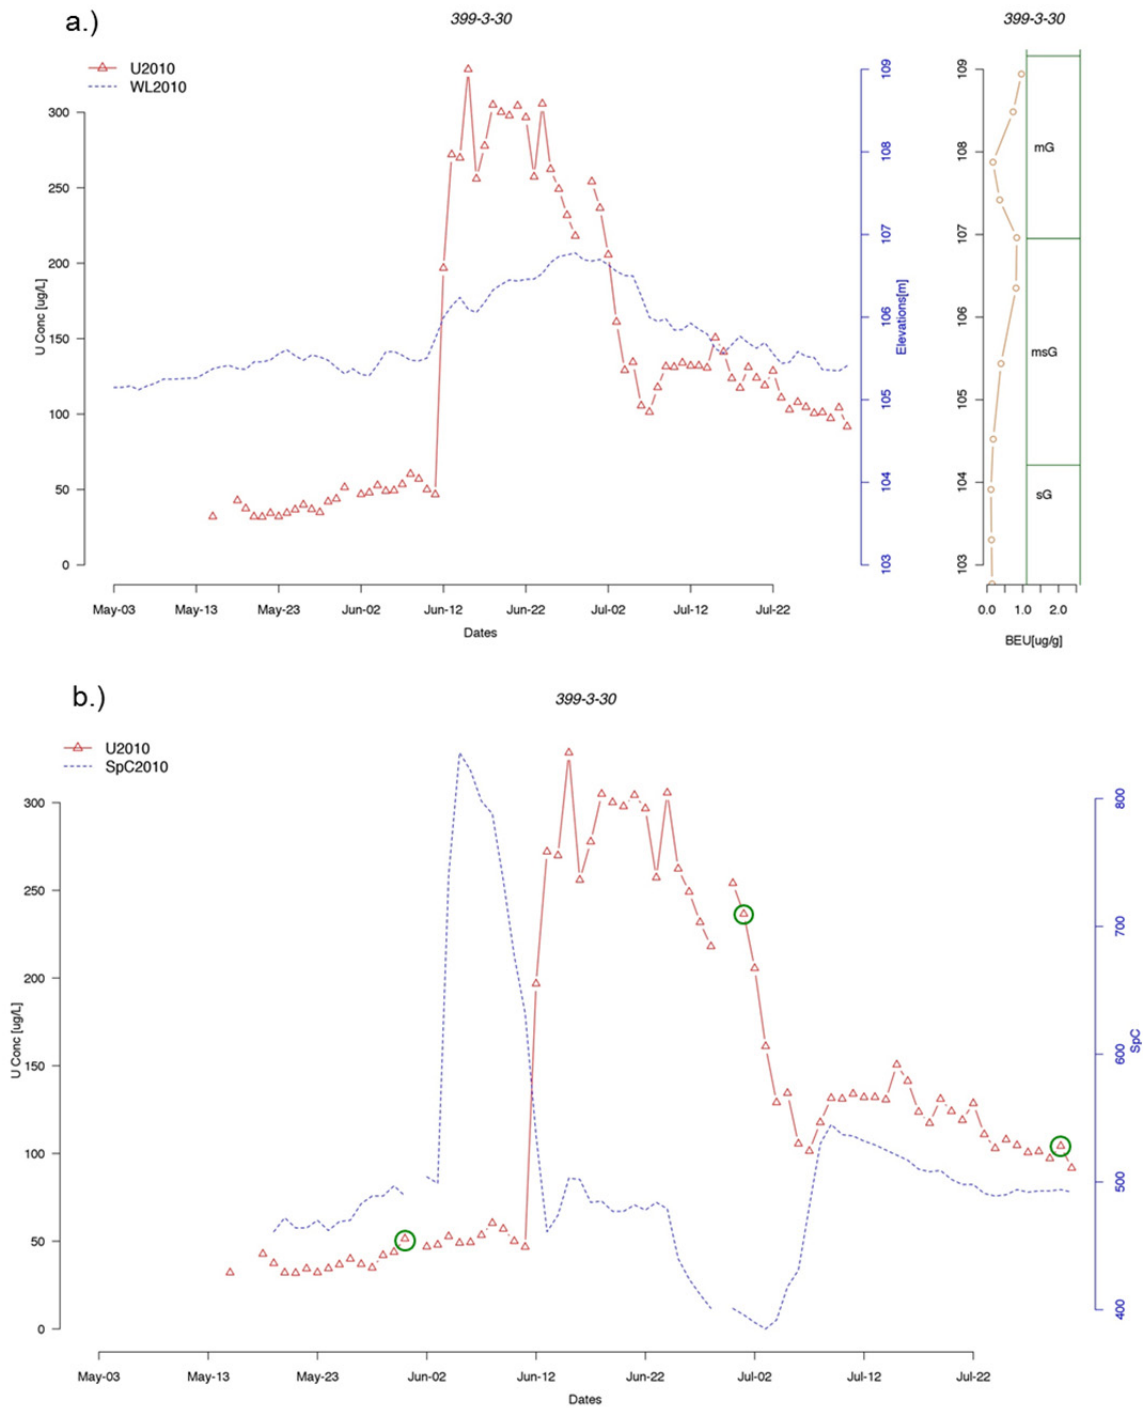 a.)
399-3-30
399-3-30
U2010
WL2010
300
250
200
150
100
50
0
U Conc [ug/L]
109
108
107
106
105
104
103
Elevations[m]
May-03 May-13 May-23 Jun-02 Jun-12 Jun-22 Jul-02 Jul-12 Jul-22
Dates
109
108
107
106
105
104
103
mG
msG
sG
0.0 1.0 2.0
BEU[ug/g]
b.)
399-3-30
U2010
SpC2010
300
250
200
150
100
50
0
U Conc [ug/L]
800
700
600
500
400
SpC
May-03 May-13 May-23 Jun-02 Jun-12 Jun-22 Jul-02 Jul-12 Jul-22
Dates